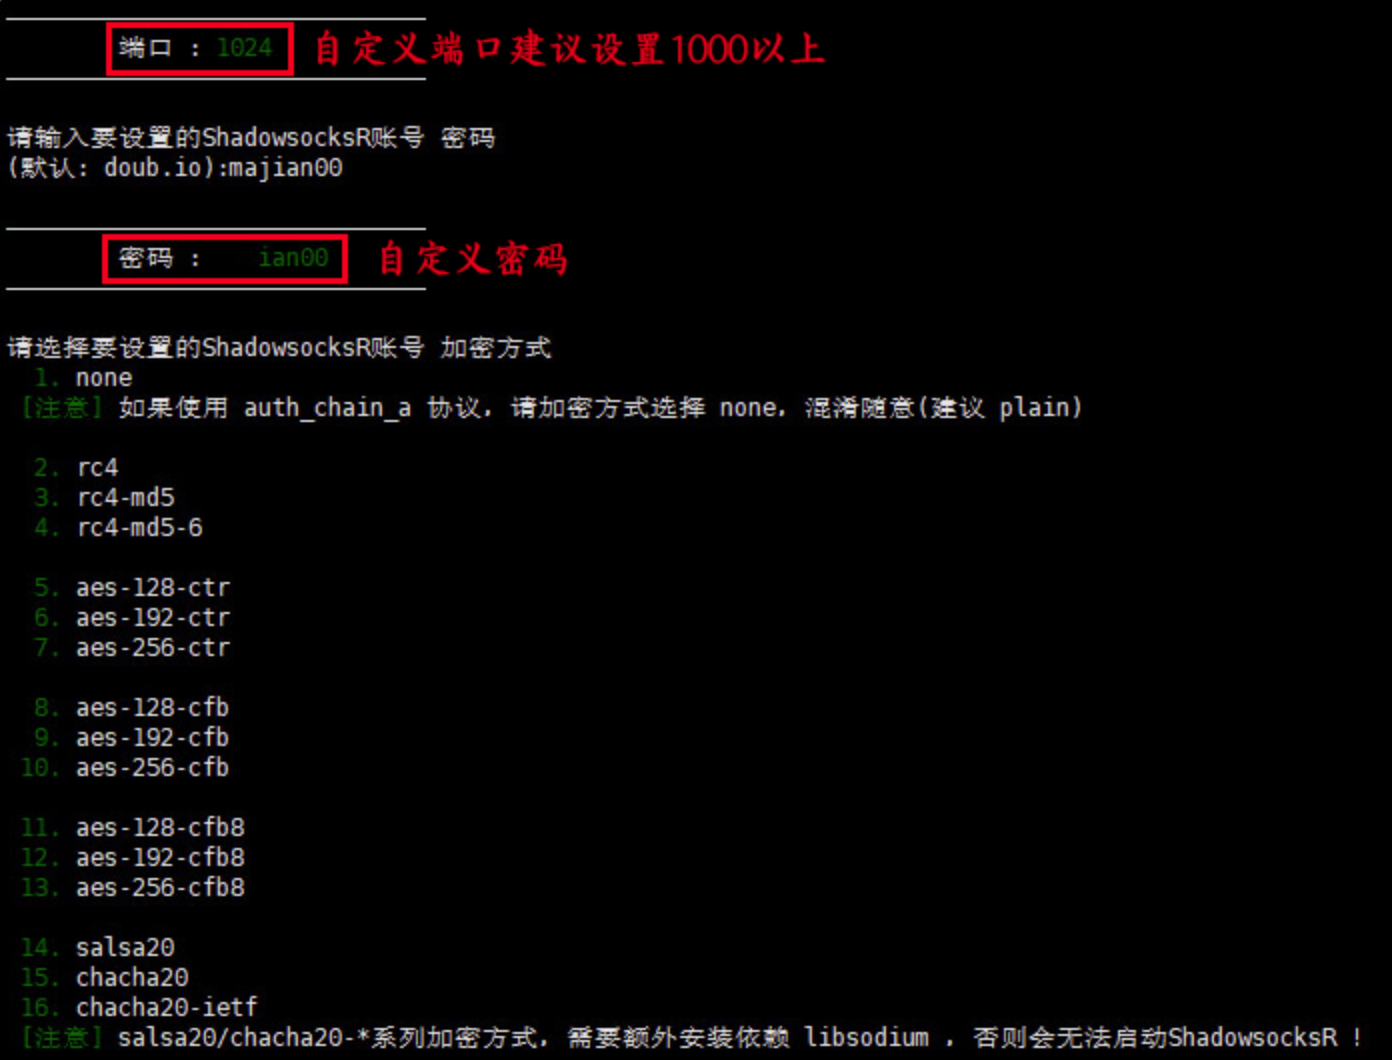 端口 : 1024 自定义端口建议设置1000以上
请输入要设置的ShadowsocksR账号 密码
(默认: doub.io):majian00
密码 : ian00 自定义密码
请选择要设置的ShadowsocksR账号 加密方式
1. none
[注意] 如果使用 auth_chain_a 协议，请加密方式选择 none，混淆随意(建议 plain)
2. rc4
3. rc4-md5
4. rc4-md5-6
5. aes-128-ctr
6. aes-192-ctr
7. aes-256-ctr
8. aes-128-cfb
9. aes-192-cfb
10. aes-256-cfb
11. aes-128-cfb8
12. aes-192-cfb8
13. aes-256-cfb8
14. salsa20
15. chacha20
16. chacha20-ietf
[注意] salsa20/chacha20-*系列加密方式，需要额外安装依赖 libsodium ，否则会无法启动ShadowsocksR !